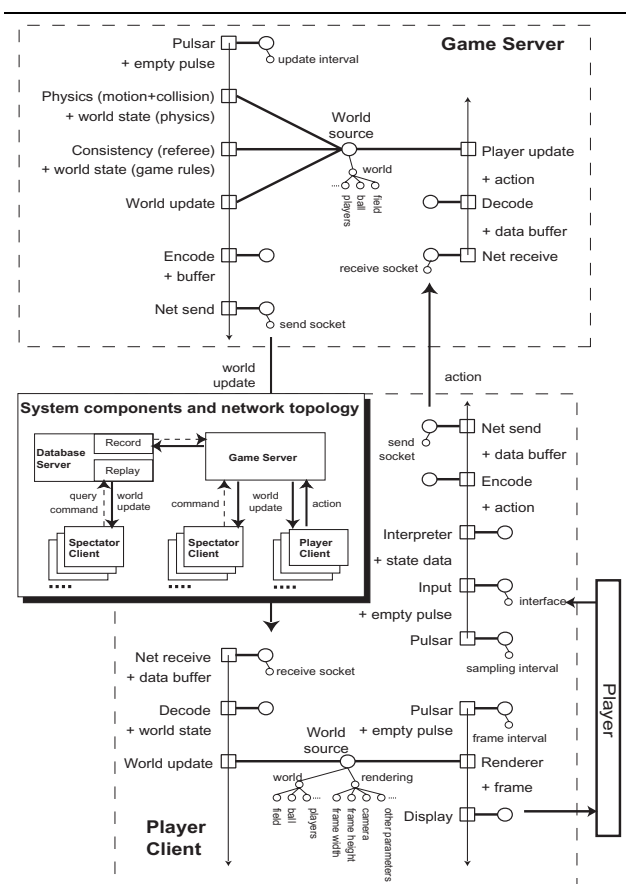 Game Server
Pulsar
+ empty pulse
update interval
Physics (motion+collision)
+ world state (physics)
Consistency (referee)
+ world state (game rules)
World update
Encode
+ buffer
Net send
send socket
World
source
world
players
ball
field
Player update
+ action
Decode
+ data buffer
Net receive
receive socket
world
update
action
System components and network topology
Database
Server
Record
Replay
Game Server
query
command
world
update
command
world
update
action
Spectator
Client
Spectator
Client
Player
Client
send
socket
Net send
+ data buffer
Encode
+ action
Interpreter
+ state data
Input
interface
+ empty pulse
Pulsar
sampling interval
Player
Net receive
+ data buffer
receive socket
Decode
+ world state
World update
World
source
world
rendering
field
ball
players
frame width
frame height
camera
other parameters
Pulsar
+ empty pulse
frame interval
Renderer
+ frame
Display
Player
Client